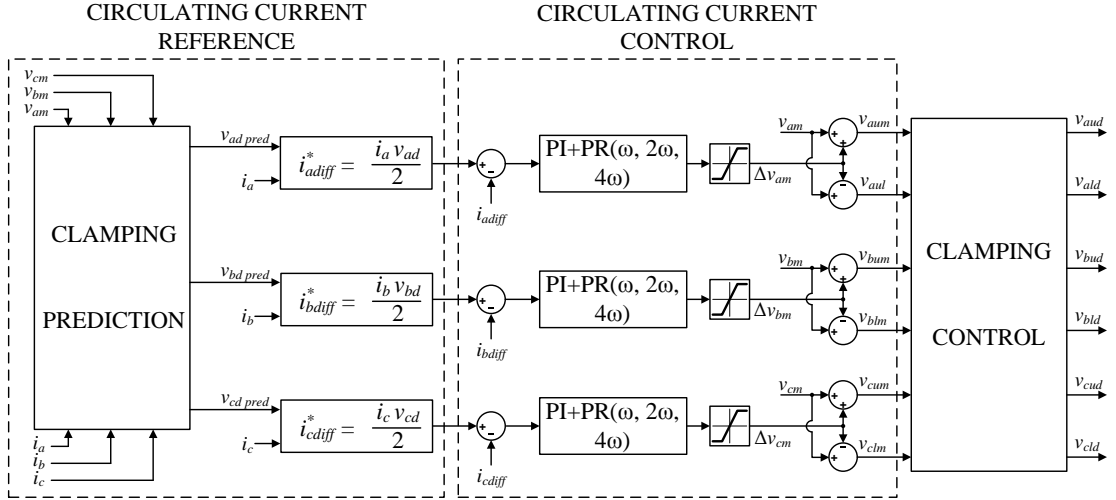 CIRCULATING CURRENT
REFERENCE
CIRCULATING CURRENT
CONTROL
v_cm
v_bm
v_am
CLAMPING
PREDICTION
i_a
i_b
i_c
v_ad pred
i_a
i*_adiff = i_a v_ad / 2
v_bd pred
i_b
i*_bdiff = i_b v_bd / 2
v_cd pred
i_c
i*_cdiff = i_c v_cd / 2
+
-
i_adiff
PI+PR(ω, 2ω,
4ω)
Δv_am
v_am
+
+
v_aum
-
+
v_aul
+
-
i_bdiff
PI+PR(ω, 2ω,
4ω)
Δv_bm
v_bm
+
+
v_bum
-
+
v_blm
+
-
i_cdiff
PI+PR(ω, 2ω,
4ω)
Δv_cm
v_cm
+
+
v_cum
-
+
v_clm
CLAMPING
CONTROL
v_aud
v_ald
v_bud
v_bld
v_cud
v_cld